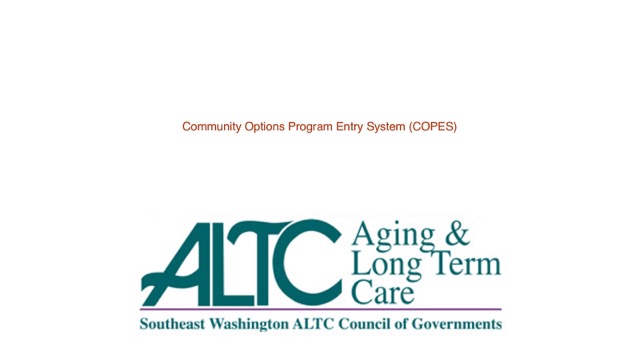 Community Options Program Entry System (COPES)
ALTC
Aging &
Long Term
Care
Southeast Washington ALTC Council of Governments